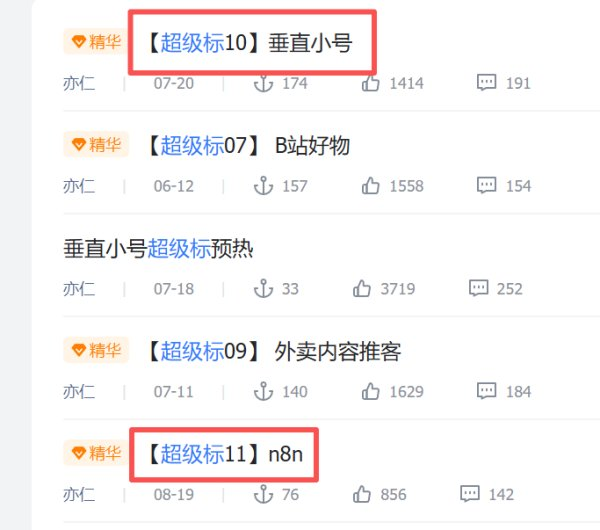 精华 【超级标10】垂直小号
亦仁 | 07-20 | 174 1414 191
精华 【超级标07】 B站好物
亦仁 | 06-12 | 157 1558 154
垂直小号超级标预热
亦仁 | 07-18 | 33 3719 252
精华 【超级标09】 外卖内容推客
亦仁 | 07-11 | 140 1629 184
精华 【超级标11】n8n
亦仁 | 08-19 | 76 856 142